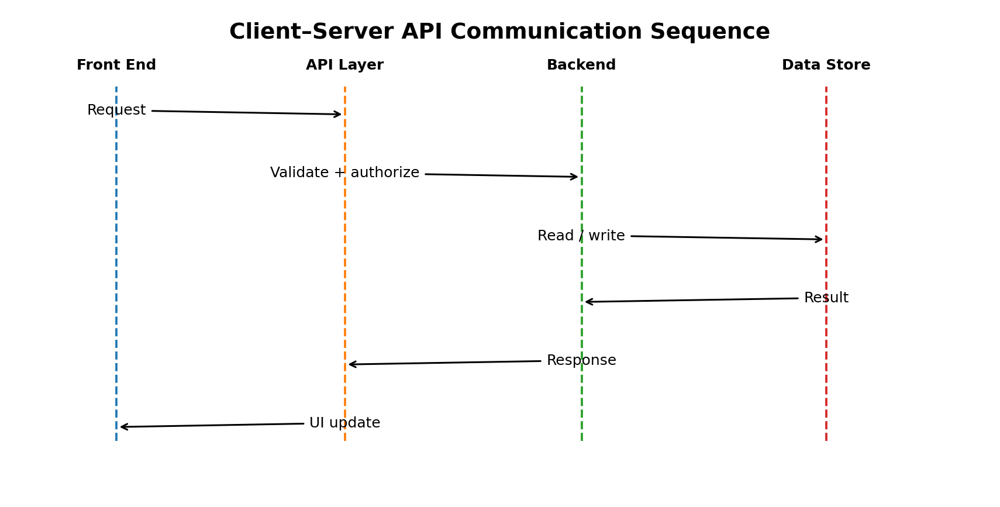 Client–Server API Communication Sequence
Front End
API Layer
Backend
Data Store
Request
Validate + authorize
Read / write
Result
Response
UI update